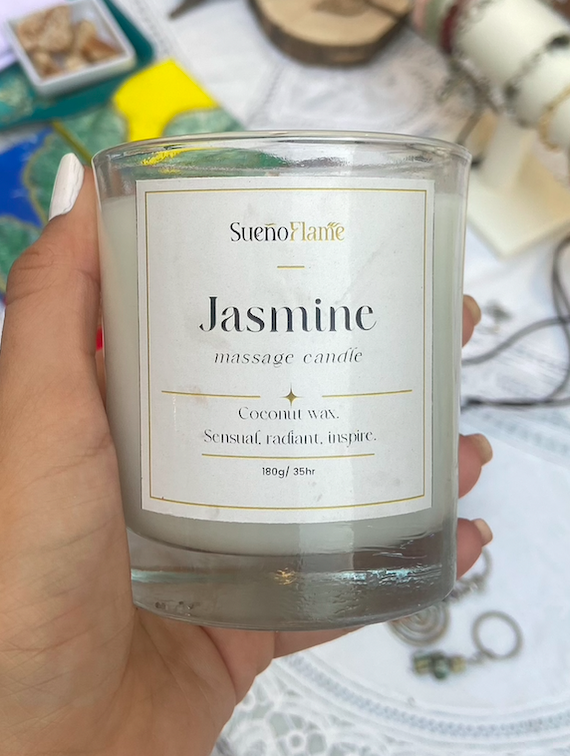 SueñoFlame
Jasmine
massage candle
Coconut wax.
Sensual, radiant, inspire.
180g/ 35hr